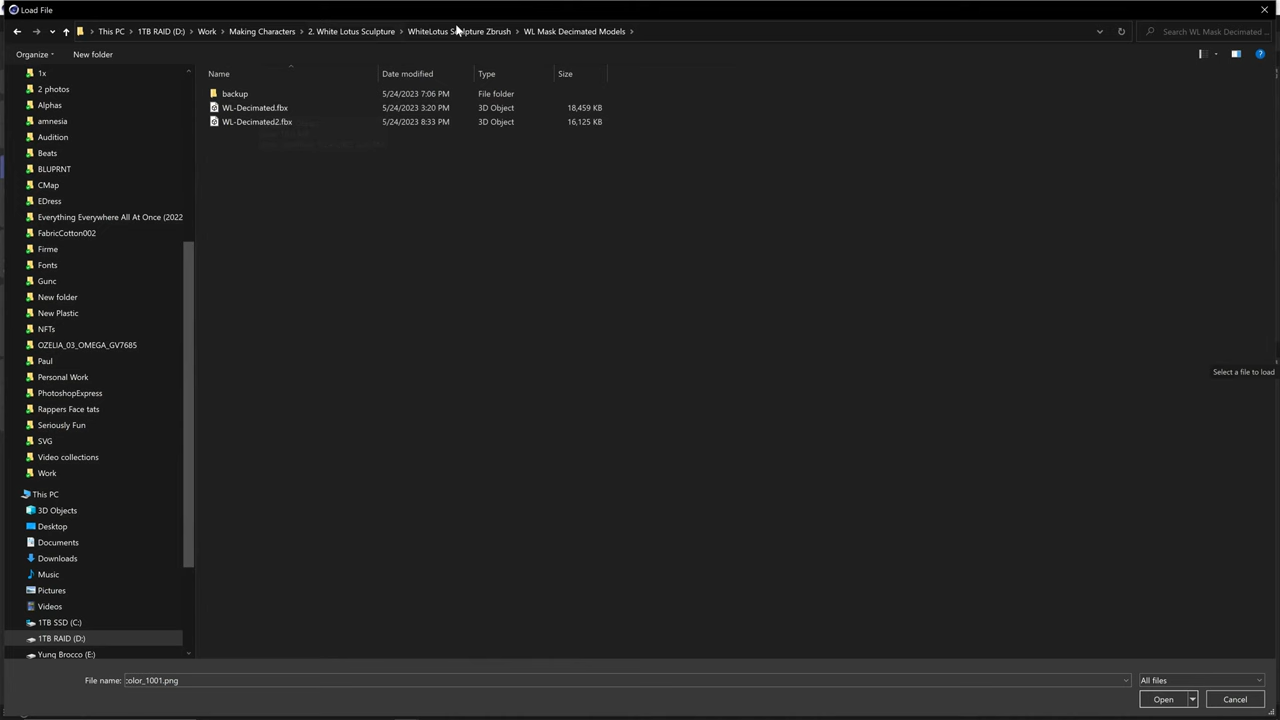 Load File
This PC > 1TB RAID (D:) > Work > Making Characters > 2. White Lotus Sculpture > WhiteLotus Sculpture Zbrush > WL Mask Decimated Models >
Search WL Mask Decimated ...
Organize
New folder
Name Date modified Type Size
backup 5/24/2023 7:06 PM File folder
WL-Decimated.fbx 5/24/2023 3:20 PM 3D Object 18,459 KB
WL-Decimated2.fbx 5/24/2023 8:33 PM 3D Object 16,125 KB
1x
2 photos
Alphas
amnesia
Audition
Beats
BLUPRNT
CMap
EDress
Everything Everywhere All At Once (2022
FabricCotton002
Firme
Fonts
Gunc
New folder
New Plastic
NFTs
OZELIA_03_OMEGA_GV7685
Paul
Personal Work
PhotoshopExpress
Rappers Face tats
Seriously Fun
SVG
Video collections
Work
This PC
3D Objects
Desktop
Documents
Downloads
Music
Pictures
Videos
1TB SSD (C:)
1TB RAID (D:)
Yung Brocco (E:)
Select a file to load
File name: color_1001.png
All files
Open
Cancel